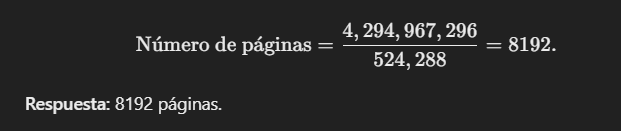 Número de páginas = 4,294,967,296 / 524,288 = 8192.
Respuesta: 8192 páginas.